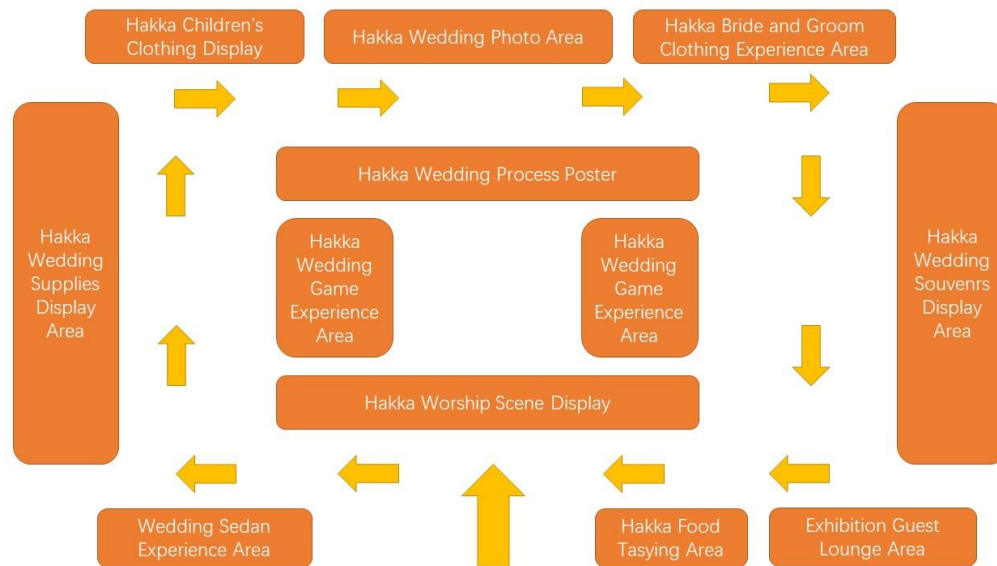 Hakka Children's
Clothing Display
Hakka Wedding Photo Area
Hakka Bride and Groom
Clothing Experience Area
Hakka Wedding Process Poster
Hakka
Wedding
Supplies
Display
Area
Hakka
Wedding
Game
Experience
Area
Hakka
Wedding
Game
Experience
Area
Hakka
Wedding
Souvenrs
Display
Area
Hakka Worship Scene Display
Wedding Sedan
Experience Area
Hakka Food
Tasying Area
Exhibition Guest
Lounge Area